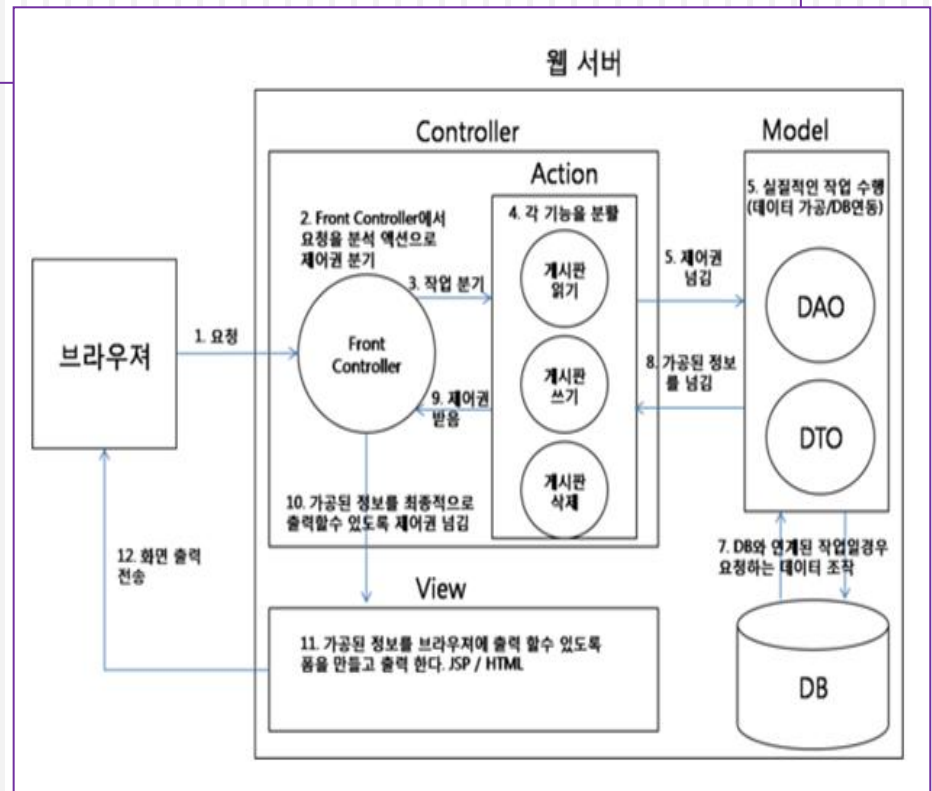 웹 서버
Controller
Model
Action
5. 실질적인 작업 수행
(데이터 가공/DB연동)
2. Front Controller에서
요청을 분석 액션으로
제어권 분기
4. 각 기능을 분활
게시판
읽기
5. 제어권
넘김
3. 작업 분기
DAO
브라우져
1. 요청
Front
Controller
게시판
쓰기
8. 가공된 정보
를 넘김
9. 제어권
받음
DTO
게시판
삭제
10. 가공된 정보를 최종적으로
출력할수 있도록 제어권 넘김
12. 화면 출력
전송
7. DB와 연계된 작업일경우
요청하는 데이터 조작
View
11. 가공된 정보를 브라우져에 출력 할수 있도록
폼을 만들고 출력 한다. JSP / HTML
DB